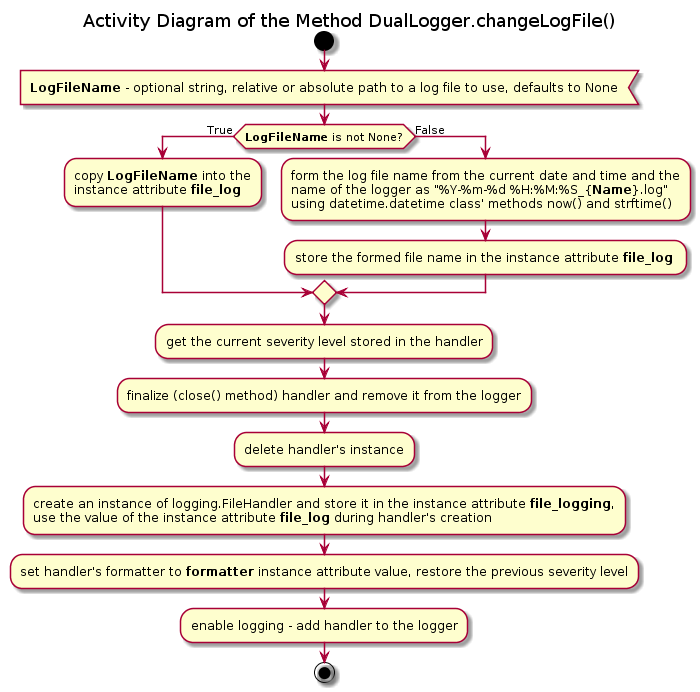 Activity Diagram of the Method DualLogger.changeLogFile()
LogFileName - optional string, relative or absolute path to a log file to use, defaults to None
True
LogFileName is not None?
False
copy LogFileName into the
instance attribute file_log
form the log file name from the current date and time and the
name of the logger as "%Y-%m-%d %H:%M:%S_{Name}.log"
using datetime.datetime class' methods now() and strftime()
store the formed file name in the instance attribute file_log
get the current severity level stored in the handler
finalize (close() method) handler and remove it from the logger
delete handler's instance
create an instance of logging.FileHandler and store it in the instance attribute file_logging,
use the value of the instance attribute file_log during handler's creation
set handler's formatter to formatter instance attribute value, restore the previous severity level
enable logging - add handler to the logger